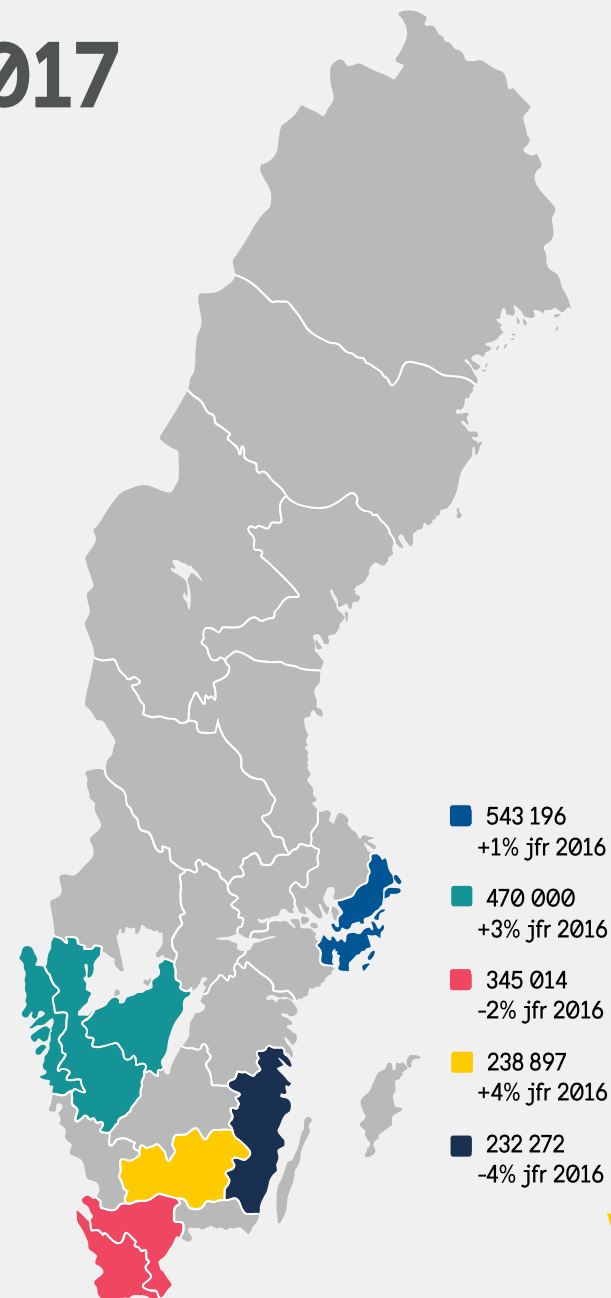 017
543 196
+1% jfr 2016
470 000
+3% jfr 2016
345 014
-2% jfr 2016
238 897
+4% jfr 2016
232 272
-4% jfr 2016